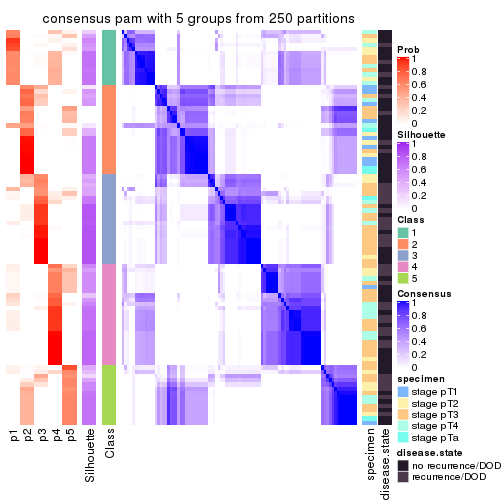 consensus pam with 5 groups from 250 partitions
Prob
1
0.8
0.6
0.4
0.2
0
Silhouette
1
0.8
0.6
0.4
0.2
0
Class
1
2
3
4
5
Consensus
1
0.8
0.6
0.4
0.2
0
specimen
stage pT1
stage pT2
stage pT3
stage pT4
stage pTa
disease.state
no recurrence/DOD
recurrence/DOD
p1
p2
p3
p4
p5
Silhouette
Class
specimen
disease.state